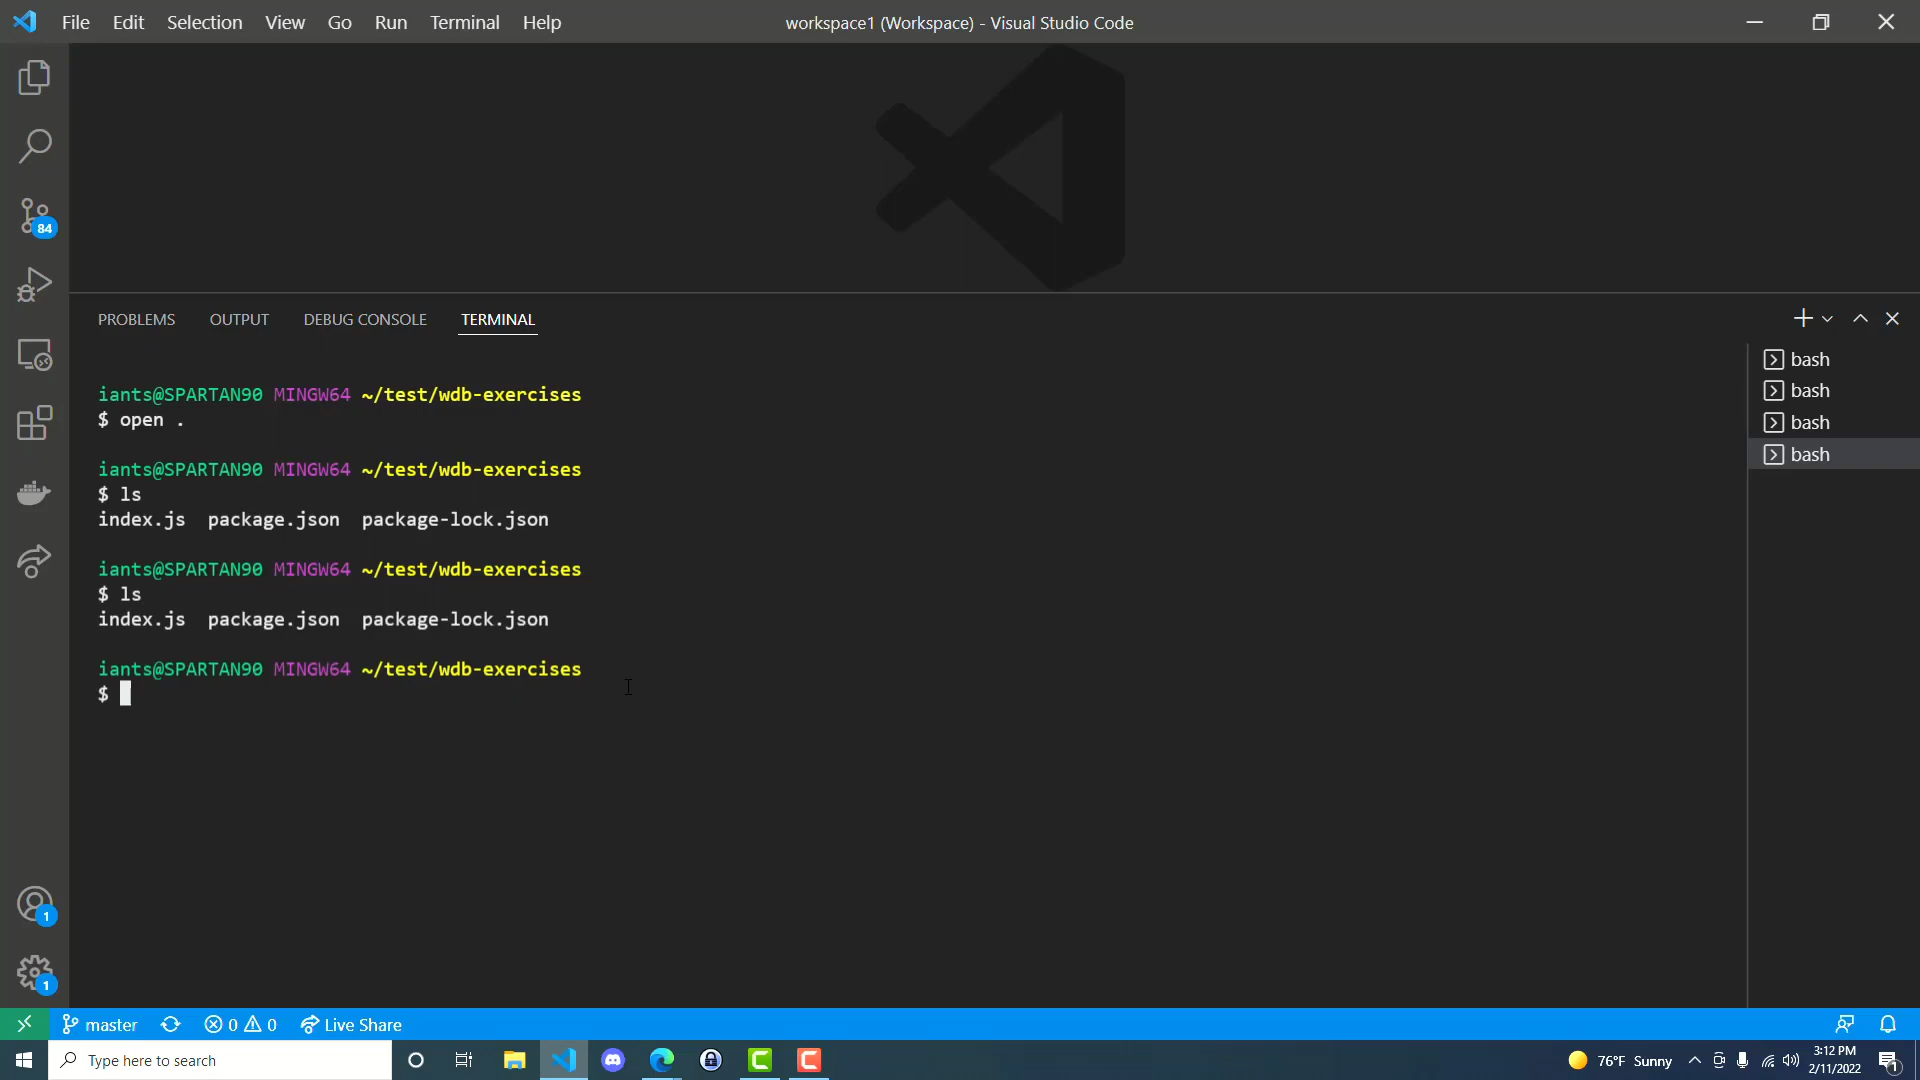 File Edit Selection View Go Run Terminal Help workspace1 (Workspace) - Visual Studio Code
84
PROBLEMS OUTPUT DEBUG CONSOLE TERMINAL
bash
bash
bash
bash
iants@SPARTAN90 MINGW64 ~/test/wdb-exercises
$ open .
iants@SPARTAN90 MINGW64 ~/test/wdb-exercises
$ ls
index.js package.json package-lock.json
iants@SPARTAN90 MINGW64 ~/test/wdb-exercises
$ ls
index.js package.json package-lock.json
iants@SPARTAN90 MINGW64 ~/test/wdb-exercises
$
1
1
master 0 0 Live Share
Type here to search
76°F Sunny
3:12 PM
2/11/2022
1